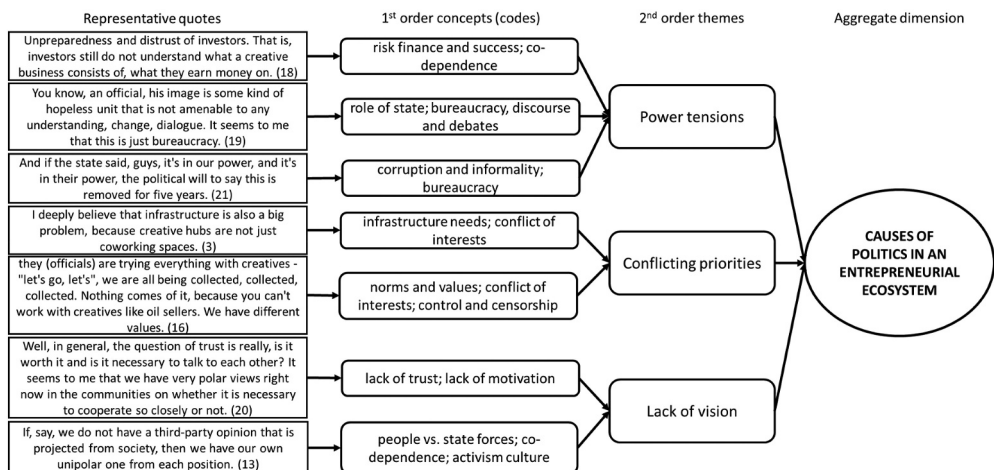 Representative quotes
1st order concepts (codes)
2nd order themes
Aggregate dimension
Unpreparedness and distrust of investors. That is,
investors still do not understand what a creative
business consists of, what they earn money on. (18)
risk finance and success; co-
dependence
You know, an official, his image is some kind of
hopeless unit that is not amenable to any
understanding, change, dialogue. It seems to me
that this is just bureaucracy. (19)
role of state; bureaucracy, discourse
and debates
And if the state said, guys, it's in our power, and it's
in their power, the political will to say this is
removed for five years. (21)
corruption and informality;
bureaucracy
Power tensions
I deeply believe that infrastructure is also a big
problem, because creative hubs are not just
coworking spaces. (3)
infrastructure needs; conflict of
interests
they (officials) are trying everything with creatives -
"let's go, let's", we are all being collected, collected,
collected. Nothing comes of it, because you can't
work with creatives like oil sellers. We have different
values. (16)
norms and values; conflict of
interests; control and censorship
Conflicting priorities
Well, in general, the question of trust is really, is it
worth it and is it necessary to talk to each other? It
seems to me that we have very polar views right
now in the communities on whether it is necessary
to cooperate so closely or not. (20)
lack of trust; lack of motivation
If, say, we do not have a third-party opinion that is
projected from society, then we have our own
unipolar one from each position. (13)
people vs. state forces; co-
dependence; activism culture
Lack of vision
CAUSES OF
POLITICS IN AN
ENTREPRENEURIAL
ECOSYSTEM